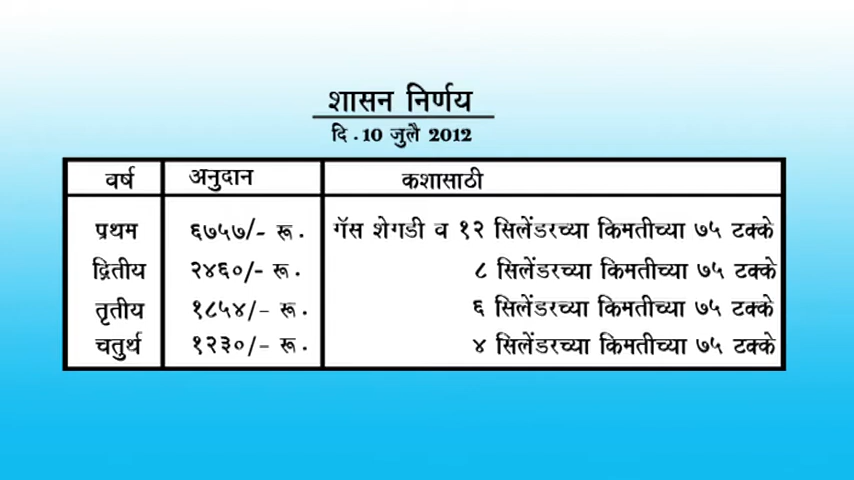 शासन निर्णय
दि . 10 जुलै 2012
वर्ष अनुदान कशासाठी
प्रथम ६७५७/- रू . गॅस शेगडी व १२ सिलेंडरच्या किमतीच्या ७५ टक्के
द्वितीय २४६०/- रू . ८ सिलेंडरच्या किमतीच्या ७५ टक्के
तृतीय १८५४/- रू . ६ सिलेंडरच्या किमतीच्या ७५ टक्के
चतुर्थ १२३०/- रू . ४ सिलेंडरच्या किमतीच्या ७५ टक्के